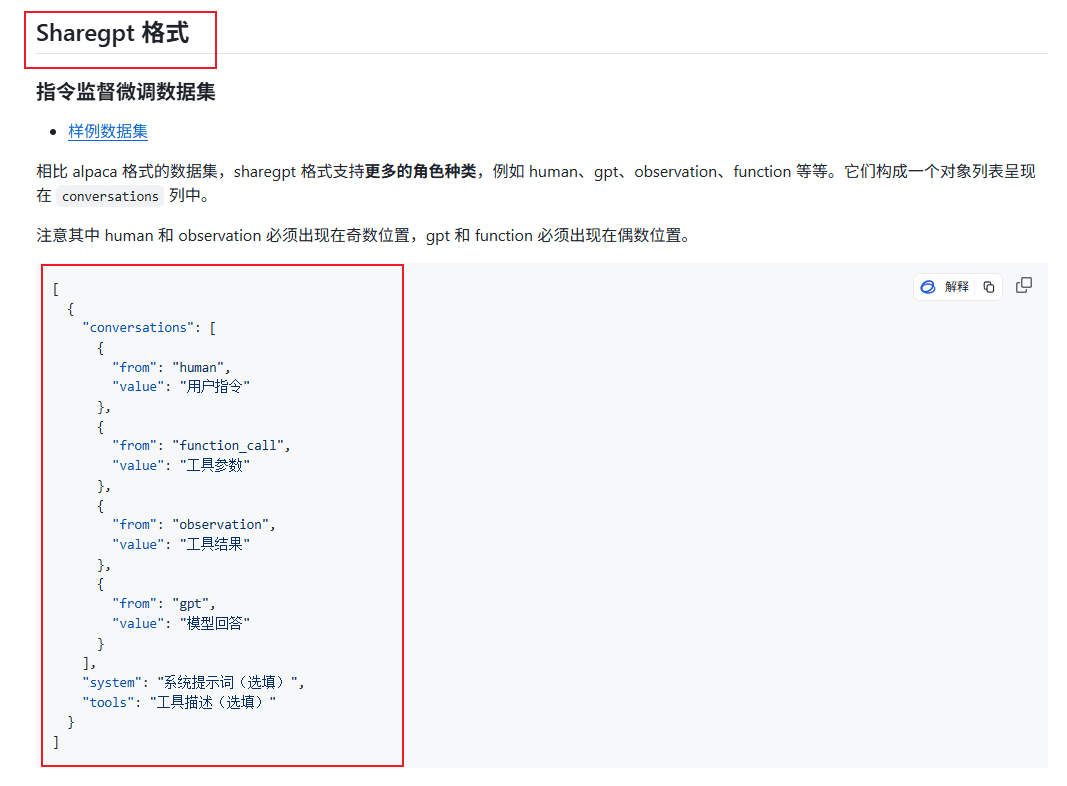 Sharegpt 格式
指令监督微调数据集
样例数据集
相比 alpaca 格式的数据集，sharegpt 格式支持更多的角色种类，例如 human、gpt、observation、function 等等。它们构成一个对象列表呈现
在 conversations 列中。
注意其中 human 和 observation 必须出现在奇数位置，gpt 和 function 必须出现在偶数位置。
解释
[
  {
    "conversations": [
      {
        "from": "human",
        "value": "用户指令"
      },
      {
        "from": "function_call",
        "value": "工具参数"
      },
      {
        "from": "observation",
        "value": "工具结果"
      },
      {
        "from": "gpt",
        "value": "模型回答"
      }
    ],
    "system": "系统提示词（选填）",
    "tools": "工具描述（选填）"
  }
]